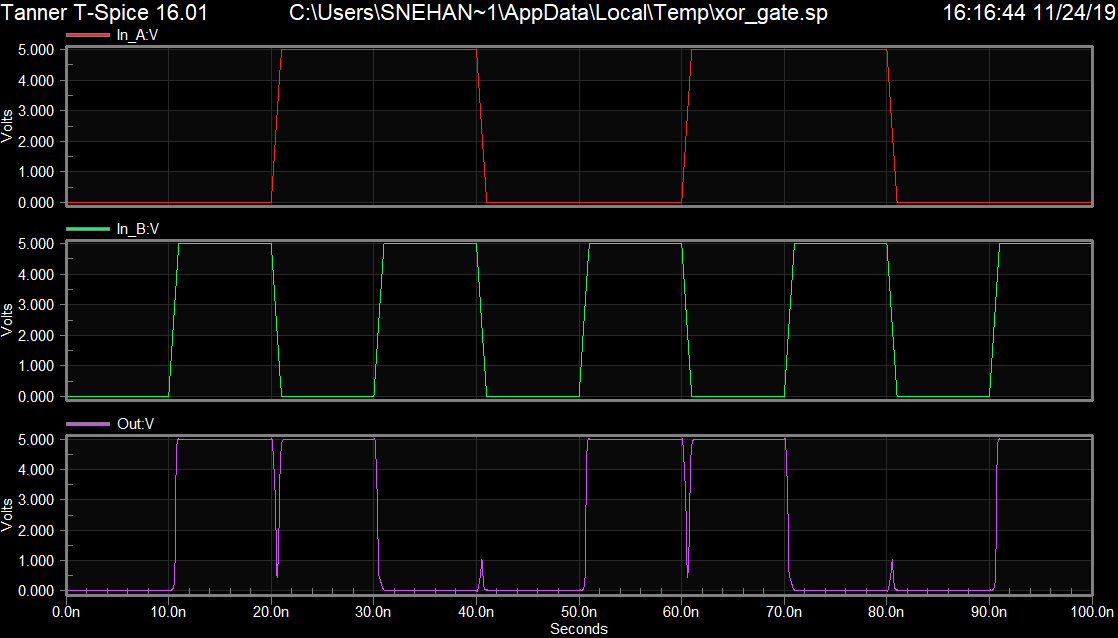 Tanner T-Spice 16.01 C:\Users\SNEHAN~1\AppData\Local\Temp\xor_gate.sp 16:16:44 11/24/19
In_A:V
5.000
4.000
3.000
2.000
1.000
0.000
Volts
In_B:V
5.000
4.000
3.000
2.000
1.000
0.000
Volts
Out:V
5.000
4.000
3.000
2.000
1.000
0.000
Volts
0.0n 10.0n 20.0n 30.0n 40.0n 50.0n 60.0n 70.0n 80.0n 90.0n 100.0n
Seconds